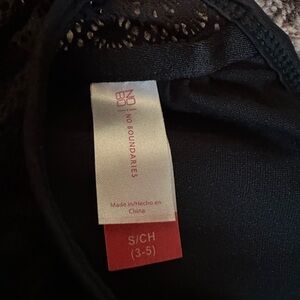 NO
BO
NO BOUNDARIES
Made in/Hecho en
China
S/CH
(3-5)